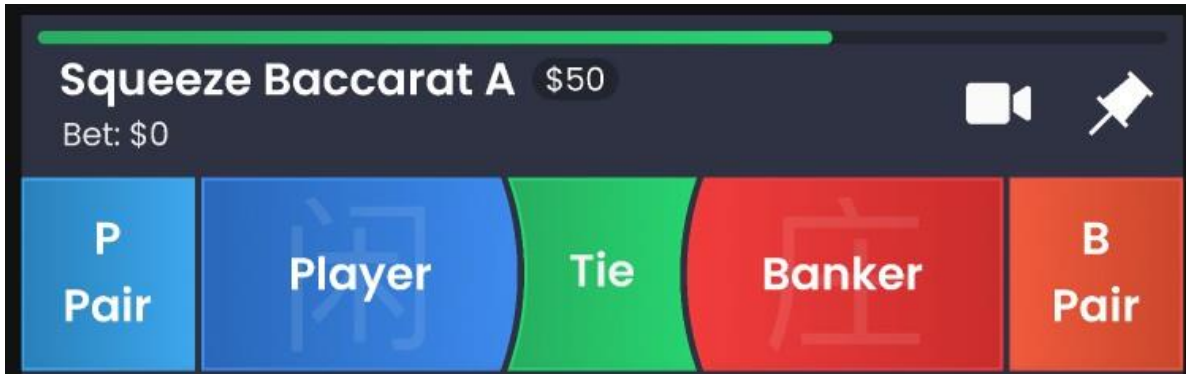 Squeeze Baccarat A $50
Bet: $0
P Pair
闲 Player
Tie
庄 Banker
B Pair